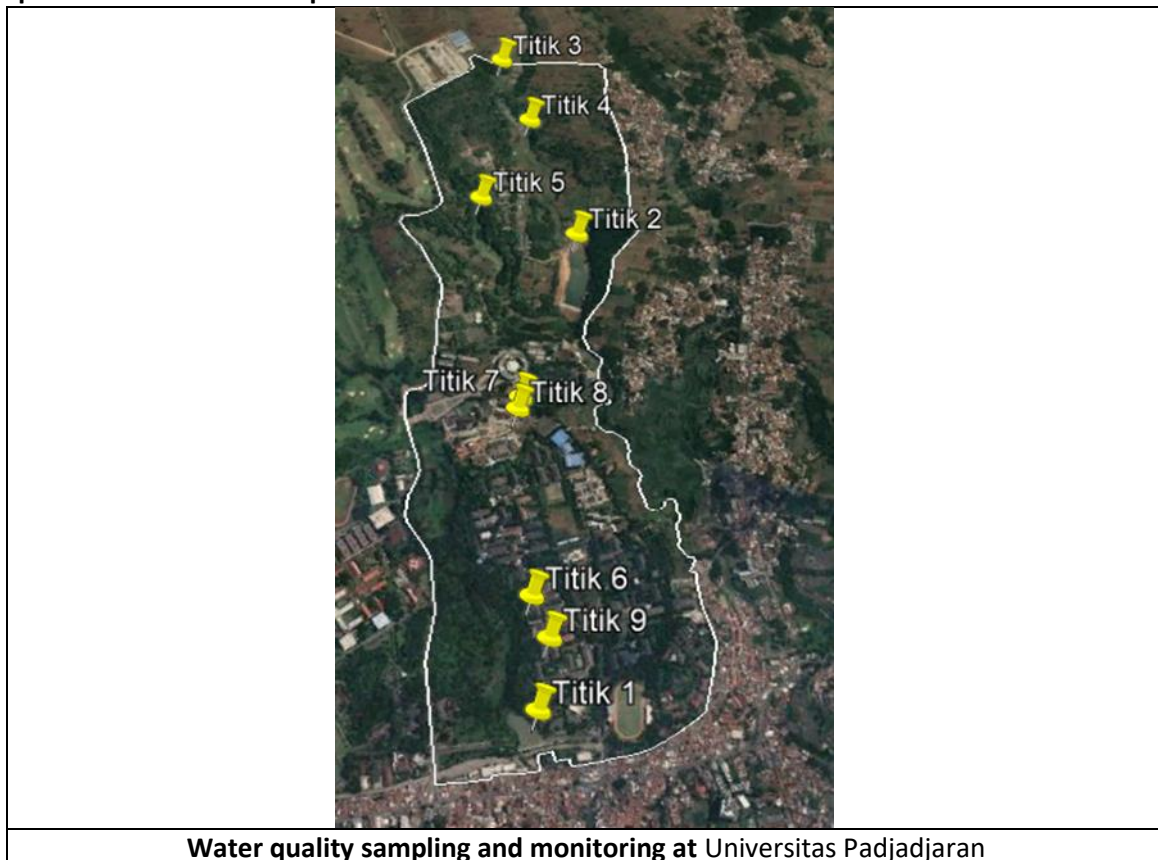 Titik 3
Titik 4
Titik 5
Titik 2
Titik 7
Titik 8
Titik 6
Titik 9
Titik 1
Water quality sampling and monitoring at Universitas Padjadjaran